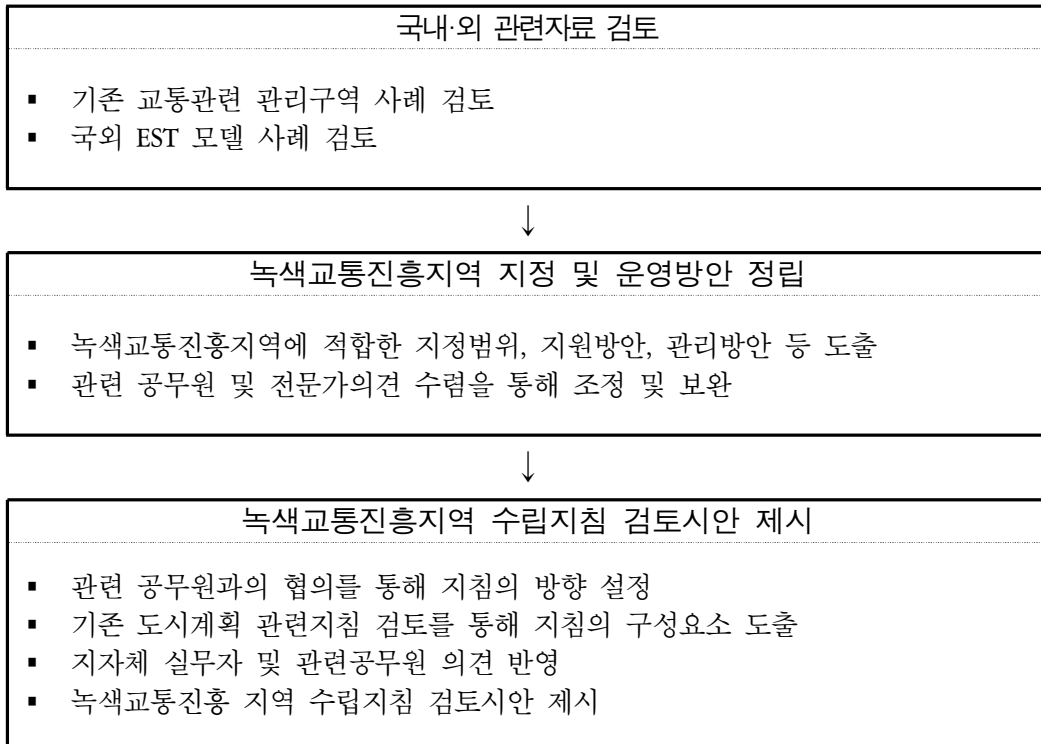 국내·외 관련자료 검토
▪ 기존 교통관련 관리구역 사례 검토
▪ 국외 EST 모델 사례 검토
↓
녹색교통진흥지역 지정 및 운영방안 정립
▪ 녹색교통진흥지역에 적합한 지정범위, 지원방안, 관리방안 등 도출
▪ 관련 공무원 및 전문가의견 수렴을 통해 조정 및 보완
↓
녹색교통진흥지역 수립지침 검토시안 제시
▪ 관련 공무원과의 협의를 통해 지침의 방향 설정
▪ 기존 도시계획 관련지침 검토를 통해 지침의 구성요소 도출
▪ 지자체 실무자 및 관련공무원 의견 반영
▪ 녹색교통진흥 지역 수립지침 검토시안 제시